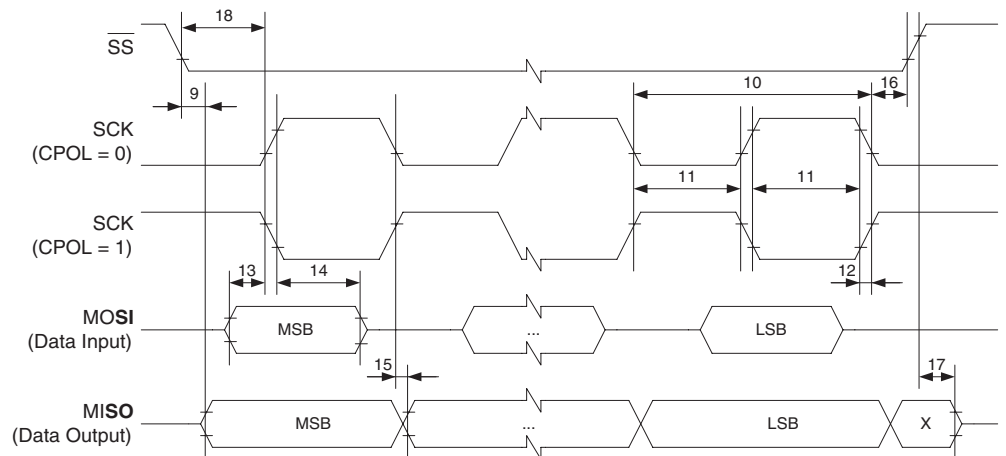 18
SS
9
10
16
SCK
(CPOL = 0)
11
11
SCK
(CPOL = 1)
13
14
12
MOSI
(Data Input)
MSB
...
LSB
15
17
MISO
(Data Output)
MSB
...
LSB
X